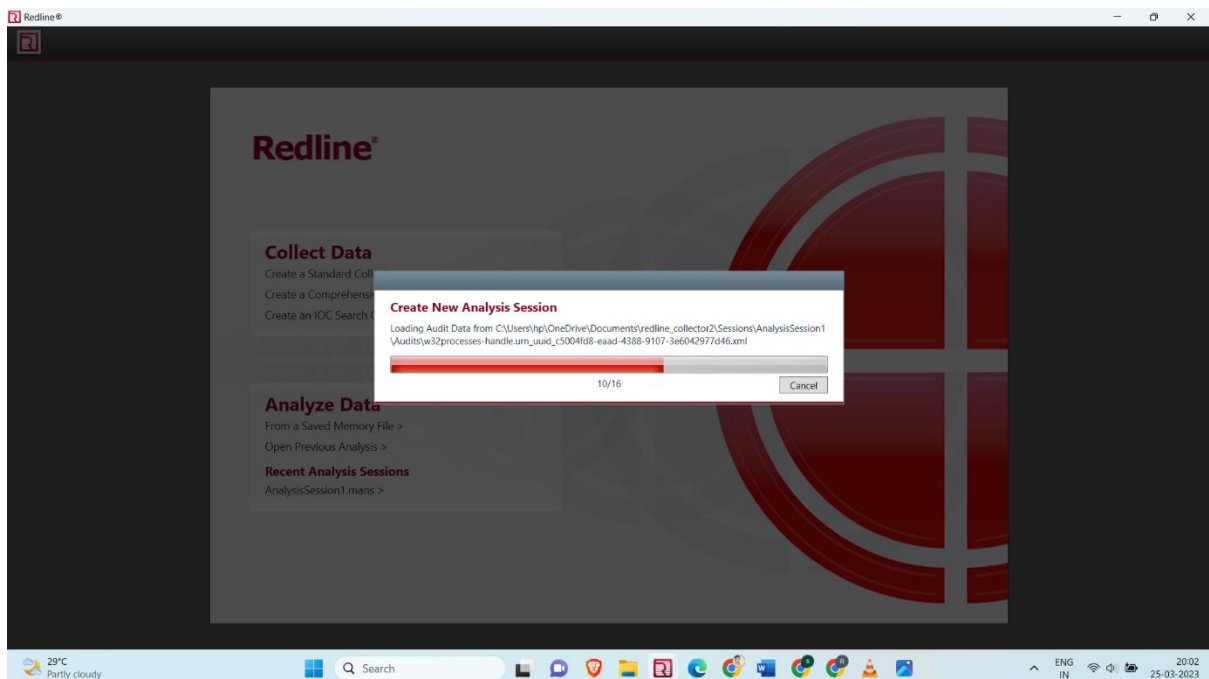 Redline®
Redline®
Collect Data
Create a Standard Coll
Create a Comprehens
Create an IOC Search
Create New Analysis Session
Loading Audit Data from C:\Users\hp\OneDrive\Documents\redline_collector2\Sessions\AnalysisSession1
\Audits\w32processes-handle.urn_uuid_c5004fd8-eaad-4388-9107-3e6042977d46.xml
10/16
Cancel
Analyze Data
From a Saved Memory File >
Open Previous Analysis >
Recent Analysis Sessions
AnalysisSession1.mans >
29°C
Partly cloudy
Search
ENG
IN
20:02
25-03-2023